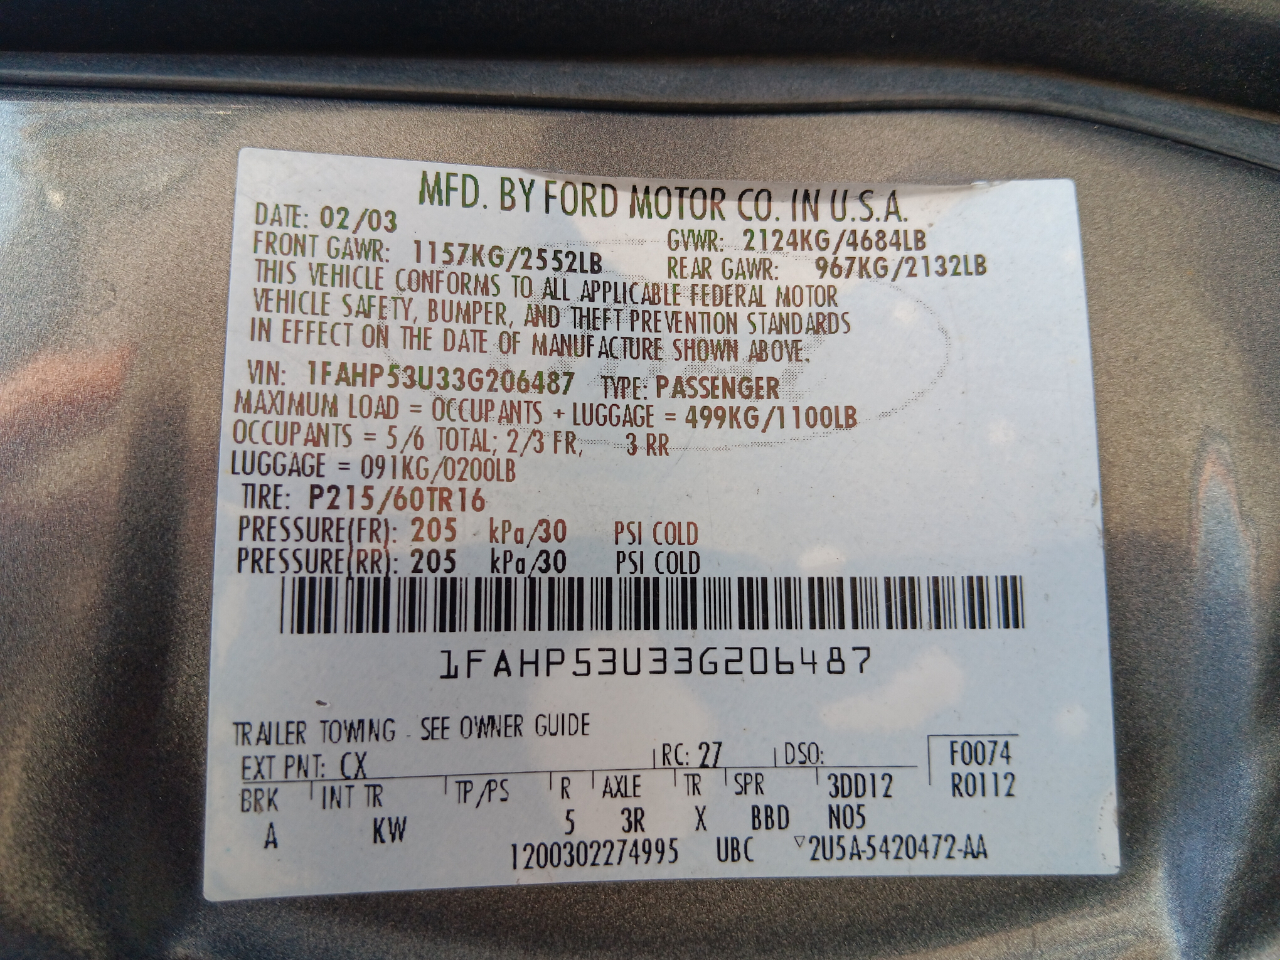 MFD. BY FORD MOTOR CO. IN U.S.A.
DATE: 02/03 GVWR: 2124KG/4684LB
FRONT GAWR: 1157KG/2552LB REAR GAWR: 967KG/2132LB
THIS VEHICLE CONFORMS TO ALL APPLICABLE FEDERAL MOTOR
VEHICLE SAFETY, BUMPER, AND THEFT PREVENTION STANDARDS
IN EFFECT ON THE DATE OF MANUFACTURE SHOWN ABOVE.
VIN: 1FAHP53U33G206487 TYPE: PASSENGER
MAXIMUM LOAD = OCCUPANTS + LUGGAGE = 499KG/1100LB
OCCUPANTS = 5/6 TOTAL; 2/3 FR, 3 RR
LUGGAGE = 091KG/0200LB
TIRE: P215/60TR16
PRESSURE(FR): 205 kPa/30 PSI COLD
PRESSURE(RR): 205 kPa/30 PSI COLD
1FAHP53U33G206487
TRAILER TOWING - SEE OWNER GUIDE
EXT PNT: CX RC: 27 DSO: F0074
BRK INT TR TP/PS R AXLE TR SPR 3DD12 R0112
A KW 5 3R X BBD N05
1200302274995 UBC ▽2U5A-5420472-AA